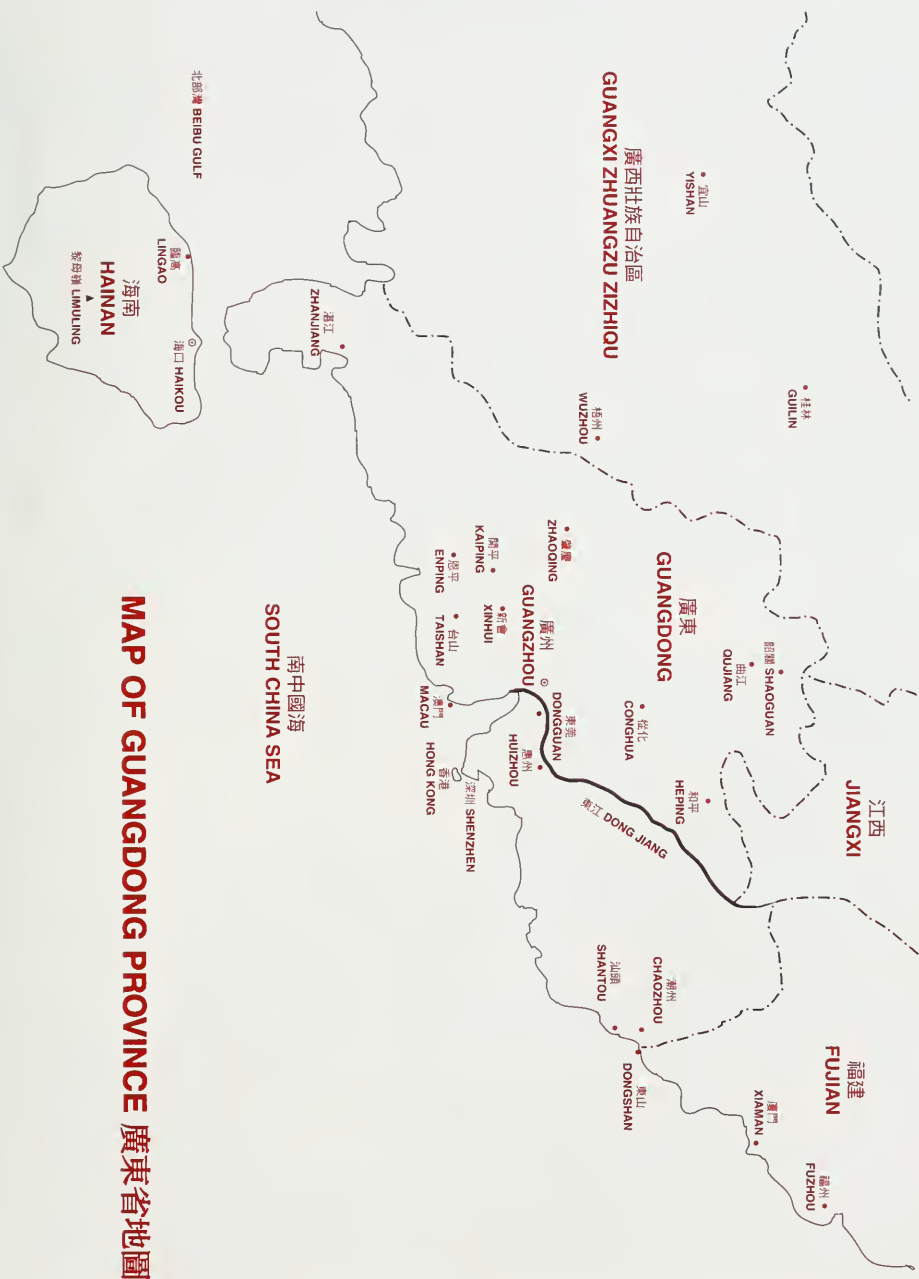 江西
JIANGXI
福建
FUJIAN
桂林
GUILIN
韶關 SHAOGUAN
曲江
QUJIANG
福州
FUZHOU
廈門
XIAMAN
宜山
YISHAN
和平
HEPING
廣東
GUANGDONG
從化
CONGHUA
潮州
CHAOZHOU
東山
DONGSHAN
汕頭
SHANTOU
廣西壯族自治區
GUANGXI ZHUANGZU ZIZHIQU
梧州
WUZHOU
東江 DONG JIANG
肇慶
ZHAOQING
東莞
DONGGUAN
廣州
GUANGZHOU
惠州
HUIZHOU
新會
XINHUI
開平
KAIPING
恩平
ENPING
台山
TAISHAN
深圳 SHENZHEN
澳門
MACAU
香港
HONG KONG
湛江
ZHANJIANG
南中國海
SOUTH CHINA SEA
北部灣 BEIBU GULF
臨高
LINGAO
海口 HAIKOU
海南
HAINAN
黎母嶺 LIMULING
MAP OF GUANGDONG PROVINCE 廣東省地圖